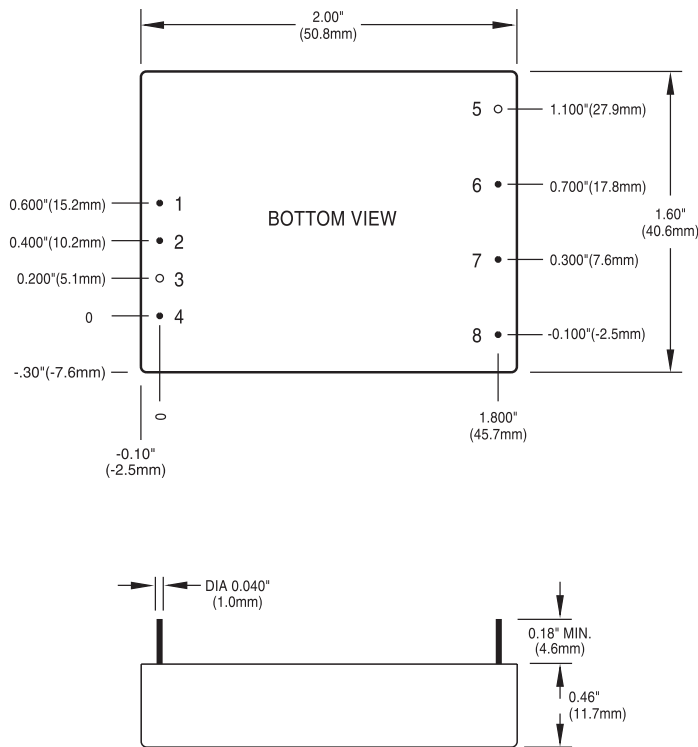 2.00"
(50.8mm)
5
1.100"(27.9mm)
6
0.700"(17.8mm)
0.600"(15.2mm)
1
BOTTOM VIEW
1.60"
(40.6mm)
0.400"(10.2mm)
2
7
0.300"(7.6mm)
0.200"(5.1mm)
3
0
4
8
-0.100"(-2.5mm)
-.30"(-7.6mm)
0
1.800"
(45.7mm)
-0.10"
(-2.5mm)
DIA 0.040"
(1.0mm)
0.18" MIN.
(4.6mm)
0.46"
(11.7mm)